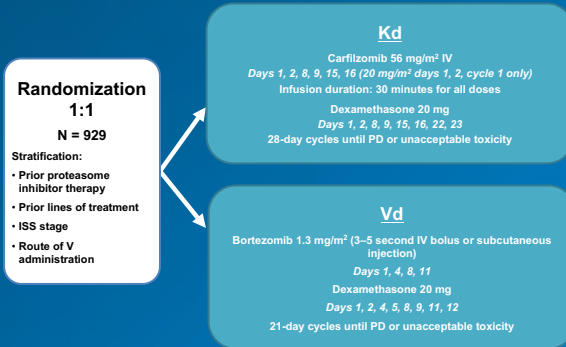 Randomization
1:1
N = 929
Stratification:
• Prior proteasome
inhibitor therapy
• Prior lines of treatment
• ISS stage
• Route of V
administration
Kd
Carfilzomib 56 mg/m² IV
Days 1, 2, 8, 9, 15, 16 (20 mg/m² days 1, 2, cycle 1 only)
Infusion duration: 30 minutes for all doses
Dexamethasone 20 mg
Days 1, 2, 8, 9, 15, 16, 22, 23
28-day cycles until PD or unacceptable toxicity
Vd
Bortezomib 1.3 mg/m² (3–5 second IV bolus or subcutaneous
injection)
Days 1, 4, 8, 11
Dexamethasone 20 mg
Days 1, 2, 4, 5, 8, 9, 11, 12
21-day cycles until PD or unacceptable toxicity